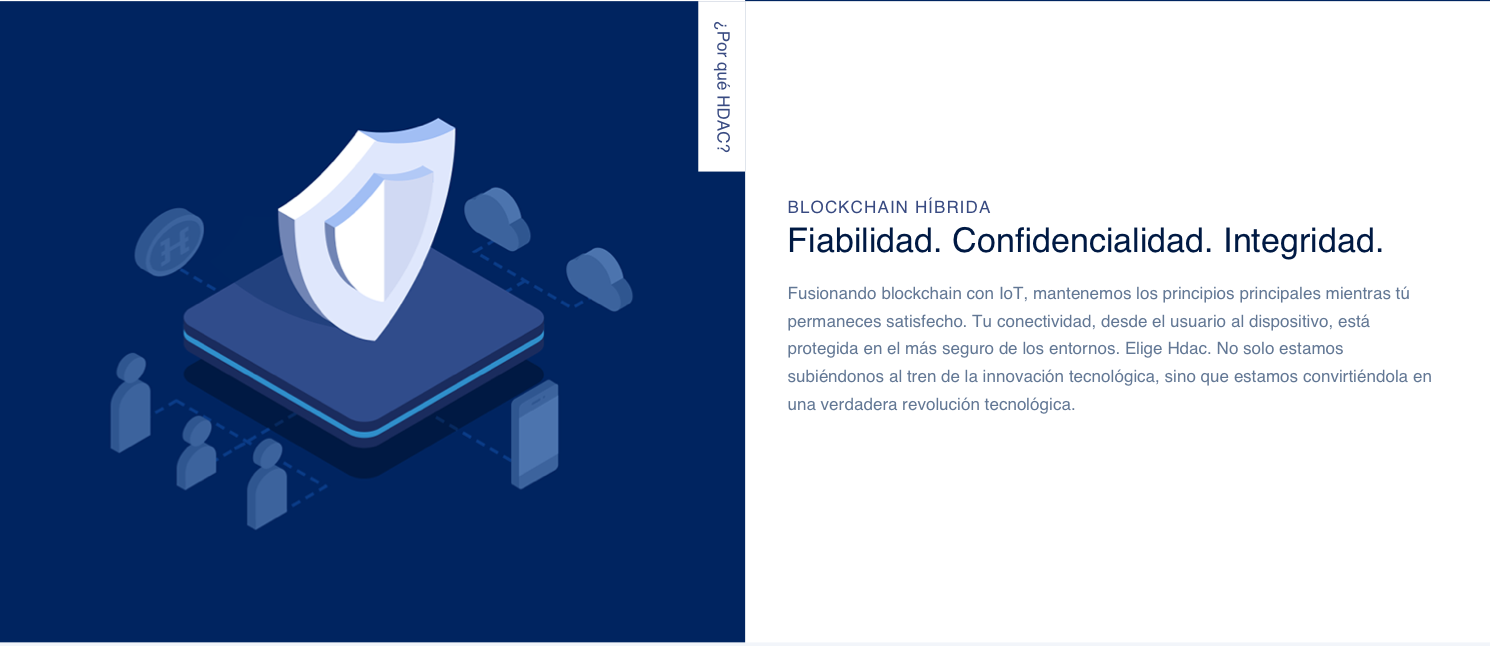 ¿Por qué HDAC?
BLOCKCHAIN HÍBRIDA
Fiabilidad. Confidencialidad. Integridad.
Fusionando blockchain con IoT, mantenemos los principios principales mientras tú
permaneces satisfecho. Tu conectividad, desde el usuario al dispositivo, está
protegida en el más seguro de los entornos. Elige Hdac. No solo estamos
subiéndonos al tren de la innovación tecnológica, sino que estamos convirtiéndola en
una verdadera revolución tecnológica.